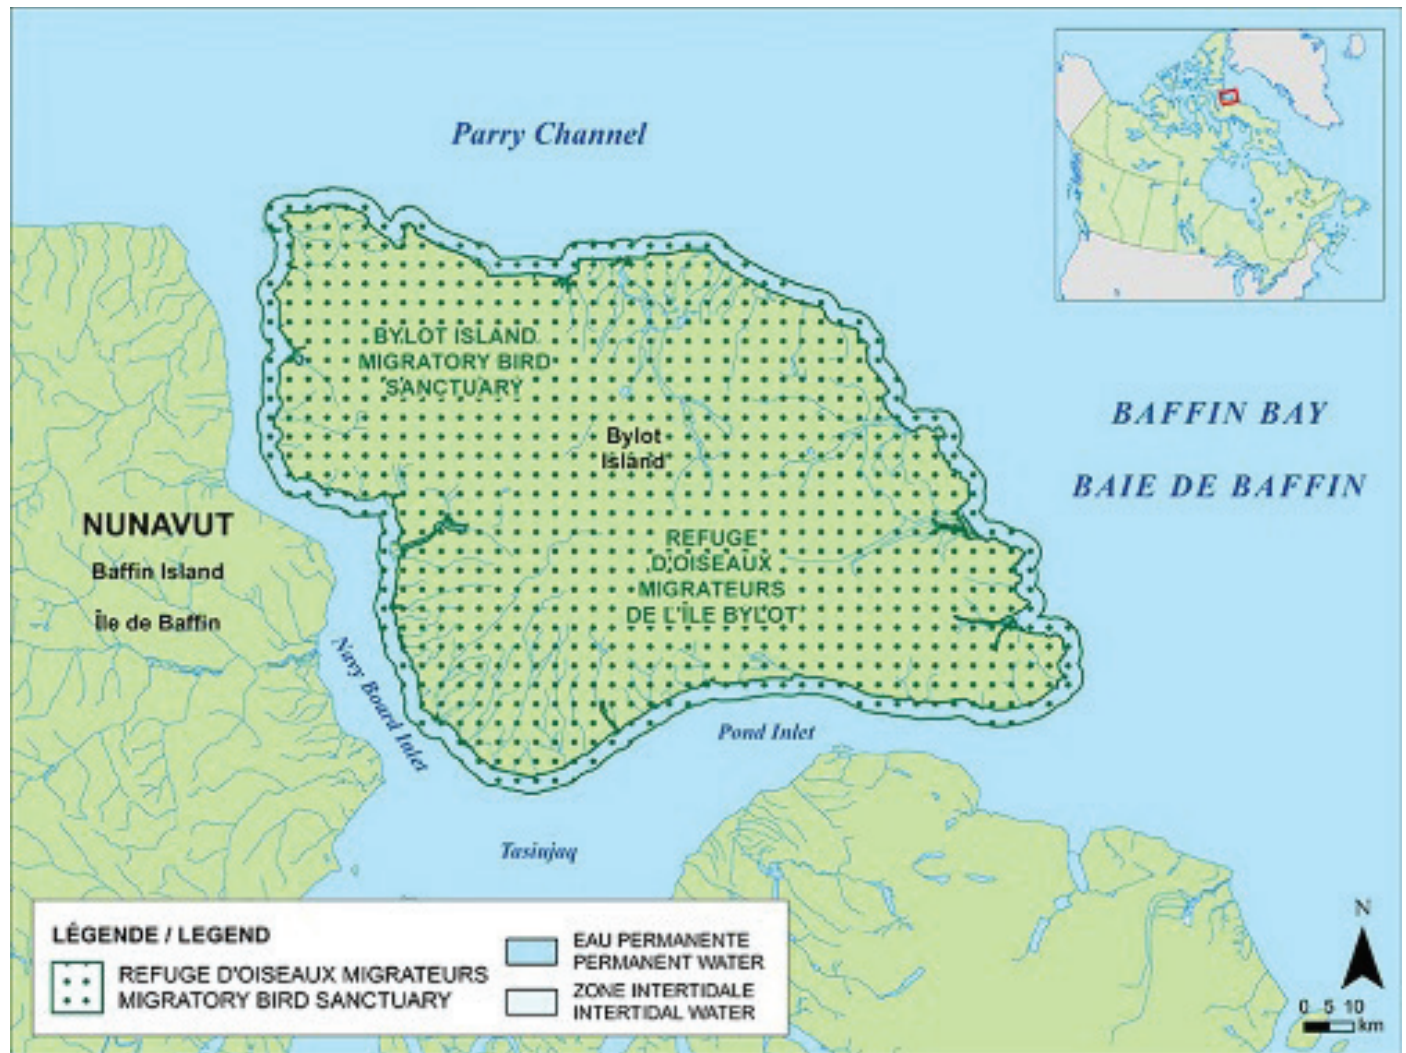 Parry Channel
BYLOT ISLAND
MIGRATORY BIRD
SANCTUARY
Bylot
Island
BAFFIN BAY
BAIE DE BAFFIN
NUNAVUT
Baffin Island
Île de Baffin
REFUGE
D'OISEAUX
MIGRATEURS
DE L'ÎLE BYLOT
Navy Board Inlet
Pond Inlet
Tasiujaq
LÉGENDE / LEGEND
REFUGE D'OISEAUX MIGRATEURS
MIGRATORY BIRD SANCTUARY
EAU PERMANENTE
PERMANENT WATER
ZONE INTERTIDALE
INTERTIDAL WATER
N
0 5 10
km